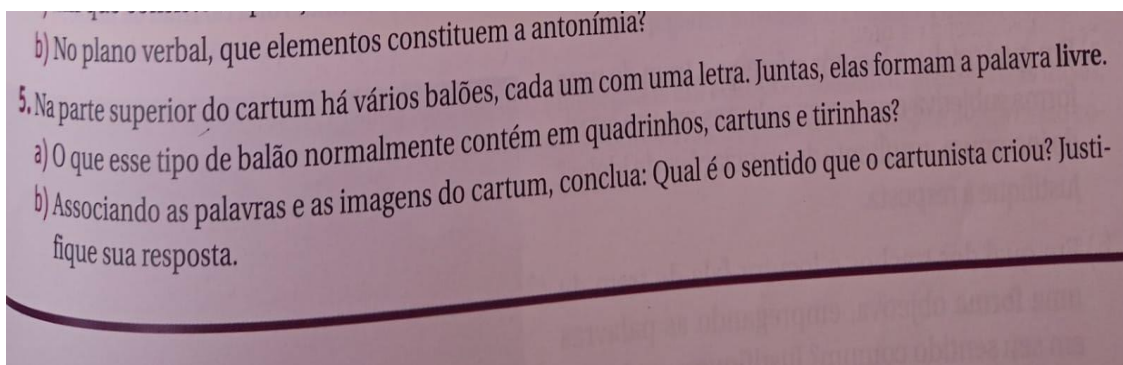 b) No plano verbal, que elementos constituem a antonímia?
5. Na parte superior do cartum há vários balões, cada um com uma letra. Juntas, elas formam a palavra livre.
a) O que esse tipo de balão normalmente contém em quadrinhos, cartuns e tirinhas?
b) Associando as palavras e as imagens do cartum, conclua: Qual é o sentido que o cartunista criou? Justi-
fique sua resposta.